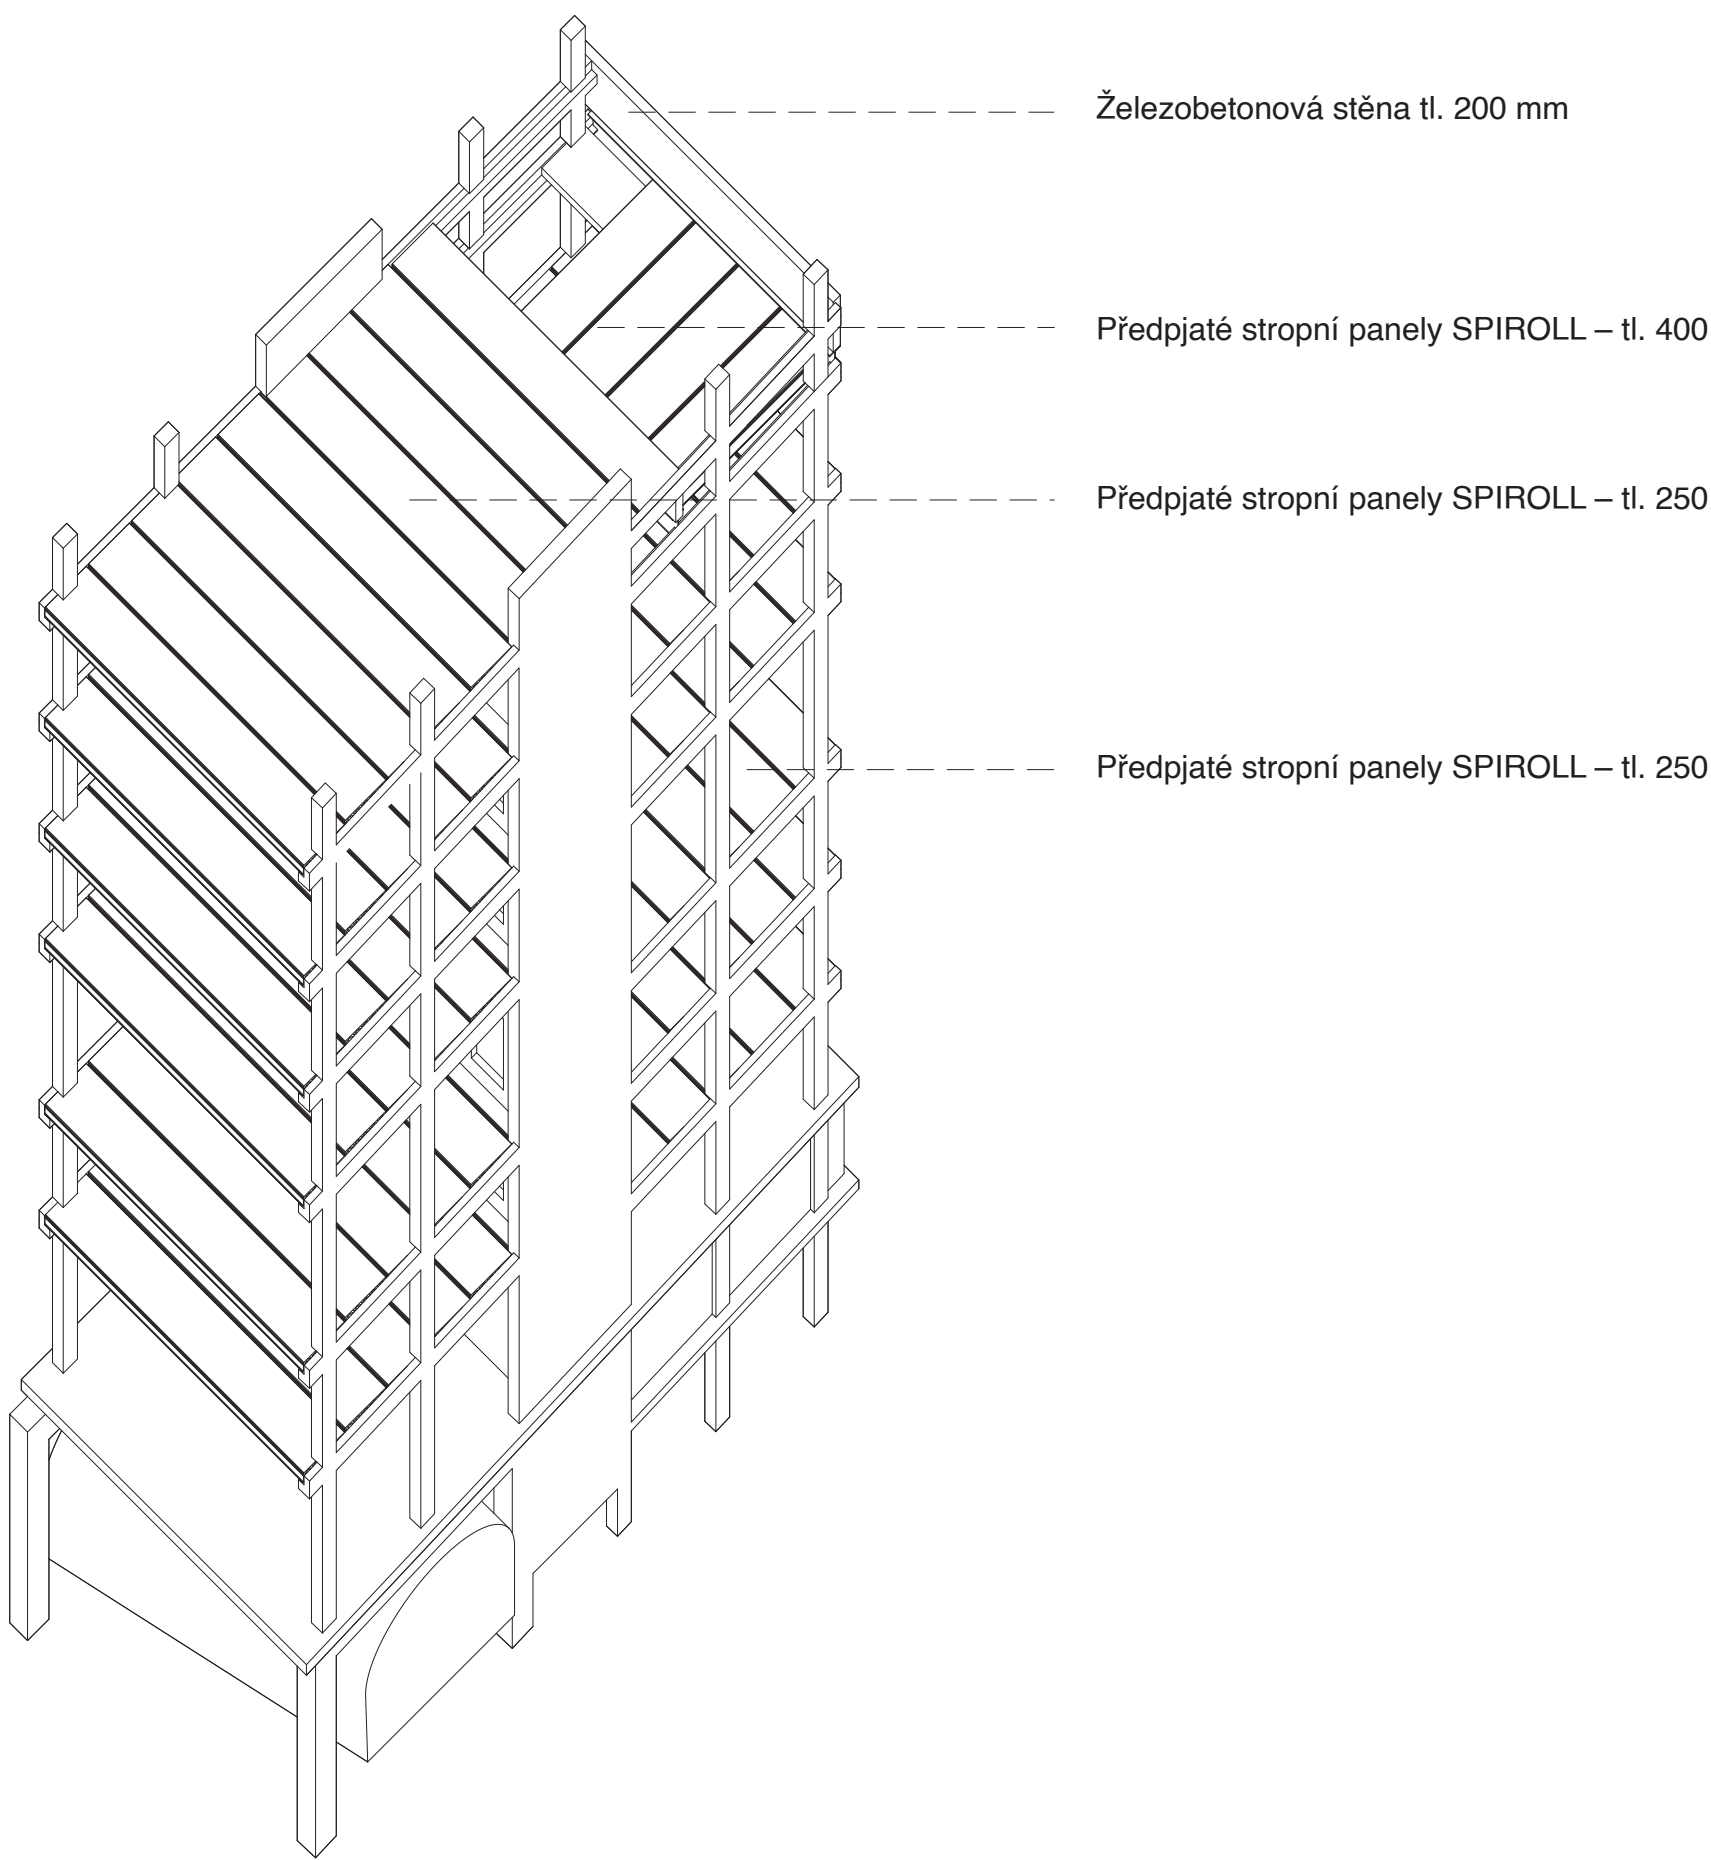 Železobetonová stěna tl. 200 mm
Předpjaté stropní panely SPIROLL – tl. 400
Předpjaté stropní panely SPIROLL – tl. 250
Předpjaté stropní panely SPIROLL – tl. 250